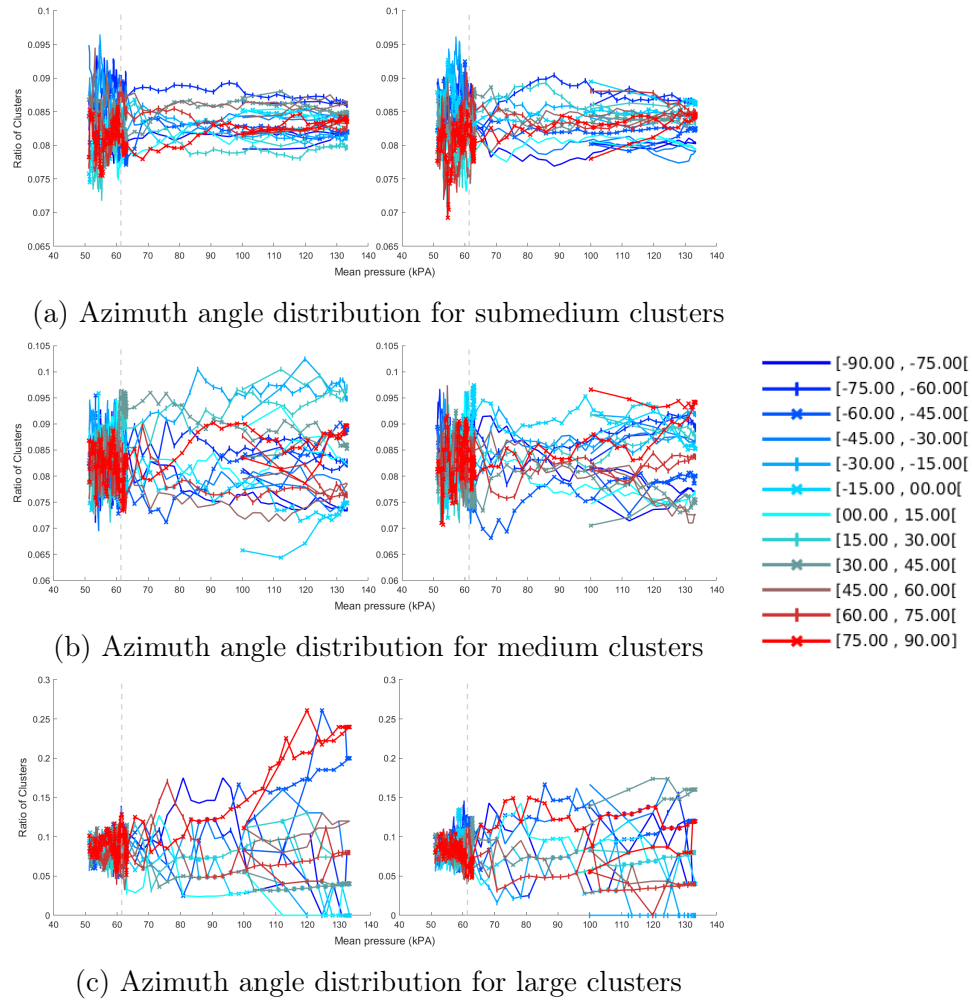 0.1
0.095
0.09
0.085
0.08
0.075
0.07
0.065
Ratio of Clusters
40 50 60 70 80 90 100 110 120 130 140
Mean pressure (kPA)
0.1
0.095
0.09
0.085
0.08
0.075
0.07
0.065
40 50 60 70 80 90 100 110 120 130 140
Mean pressure (kPA)
(a) Azimuth angle distribution for submedium clusters
0.105
0.1
0.095
0.09
0.085
0.08
0.075
0.07
0.065
0.06
Ratio of Clusters
40 50 60 70 80 90 100 110 120 130 140
Mean pressure (kPA)
0.105
0.1
0.095
0.09
0.085
0.08
0.075
0.07
0.065
0.06
40 50 60 70 80 90 100 110 120 130 140
Mean pressure (kPA)
(b) Azimuth angle distribution for medium clusters
[-90.00 , -75.00[
[-75.00 , -60.00[
[-60.00 , -45.00[
[-45.00 , -30.00[
[-30.00 , -15.00[
[-15.00 , 00.00[
[00.00 , 15.00[
[15.00 , 30.00[
[30.00 , 45.00[
[45.00 , 60.00[
[60.00 , 75.00[
[75.00 , 90.00]
0.3
0.25
0.2
0.15
0.1
0.05
0
Ratio of Clusters
40 50 60 70 80 90 100 110 120 130 140
Mean pressure (kPA)
0.3
0.25
0.2
0.15
0.1
0.05
0
40 50 60 70 80 90 100 110 120 130 140
Mean pressure (kPA)
(c) Azimuth angle distribution for large clusters